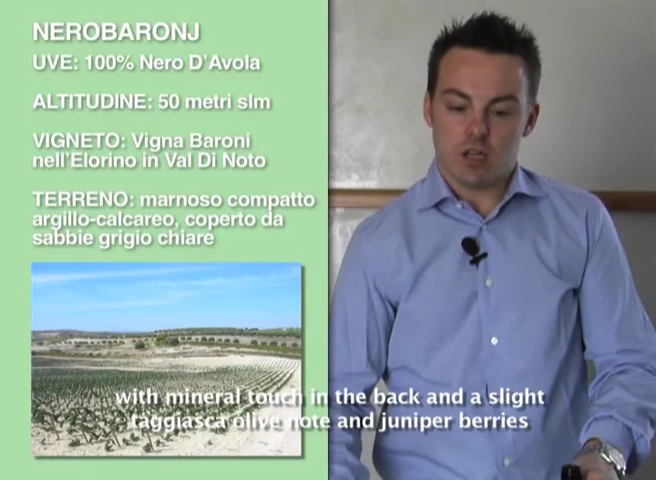 NEROBARONJ
UVE: 100% Nero D'Avola
ALTITUDINE: 50 metri slm
VIGNETO: Vigna Baroni
nell'Elorino in Val Di Noto
TERRENO: marnoso compatto
argillo-calcareo, coperto da
sabbie grigio chiare
with mineral touch in the back and a slight
taggiasca olive note and juniper berries